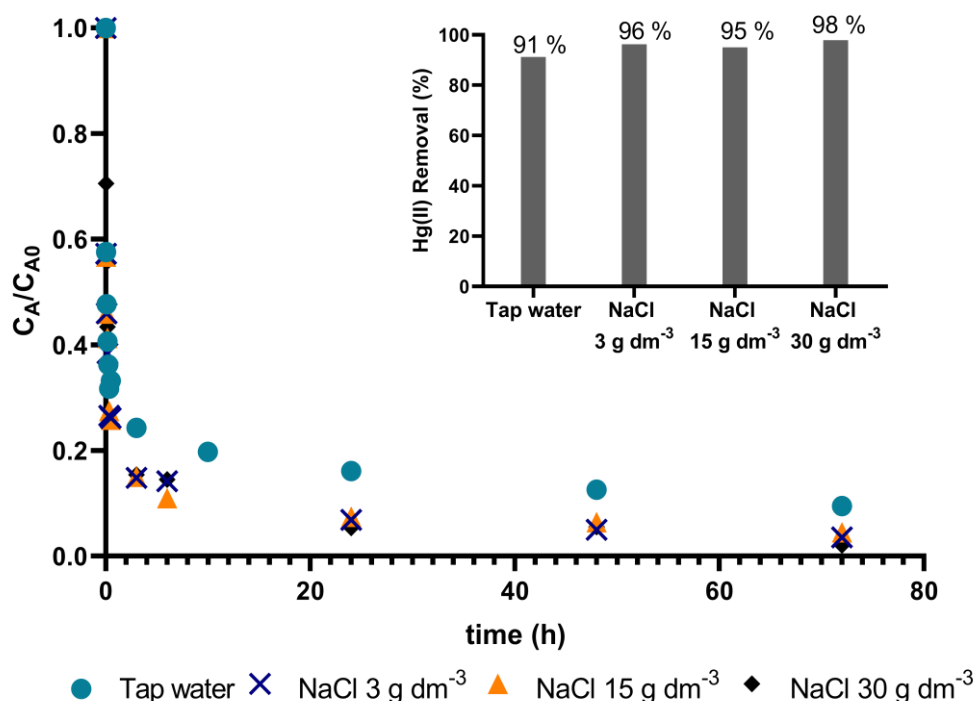 1.0
0.8
0.6
0.4
0.2
0.0
C_A/C_A0
0 20 40 60 80
time (h)
100
80
60
40
20
0
Hg(II) Removal (%)
91 % 96 % 95 % 98 %
Tap water NaCl NaCl NaCl
3 g dm⁻³ 15 g dm⁻³ 30 g dm⁻³
Tap water NaCl 3 g dm⁻³ NaCl 15 g dm⁻³ NaCl 30 g dm⁻³